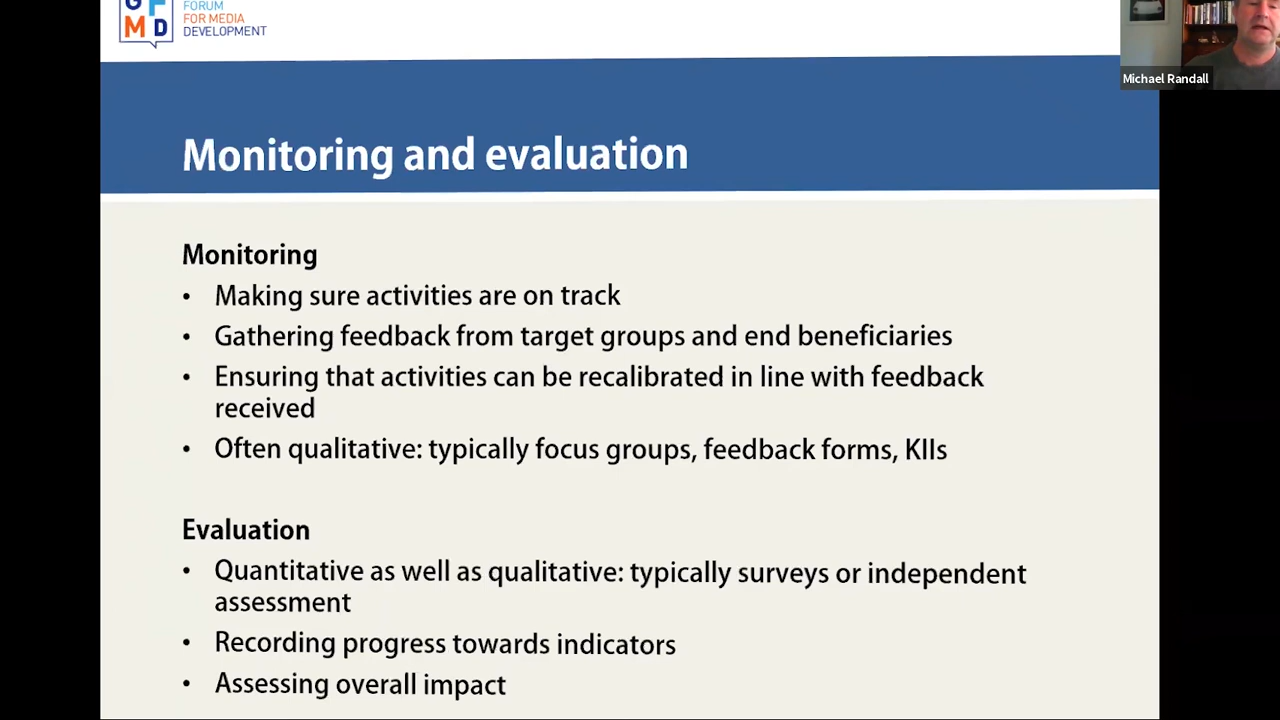 G F
M D
FORUM
FOR MEDIA
DEVELOPMENT
Michael Randall
Monitoring and evaluation
Monitoring
• Making sure activities are on track
• Gathering feedback from target groups and end beneficiaries
• Ensuring that activities can be recalibrated in line with feedback
received
• Often qualitative: typically focus groups, feedback forms, KIIs
Evaluation
• Quantitative as well as qualitative: typically surveys or independent
assessment
• Recording progress towards indicators
• Assessing overall impact